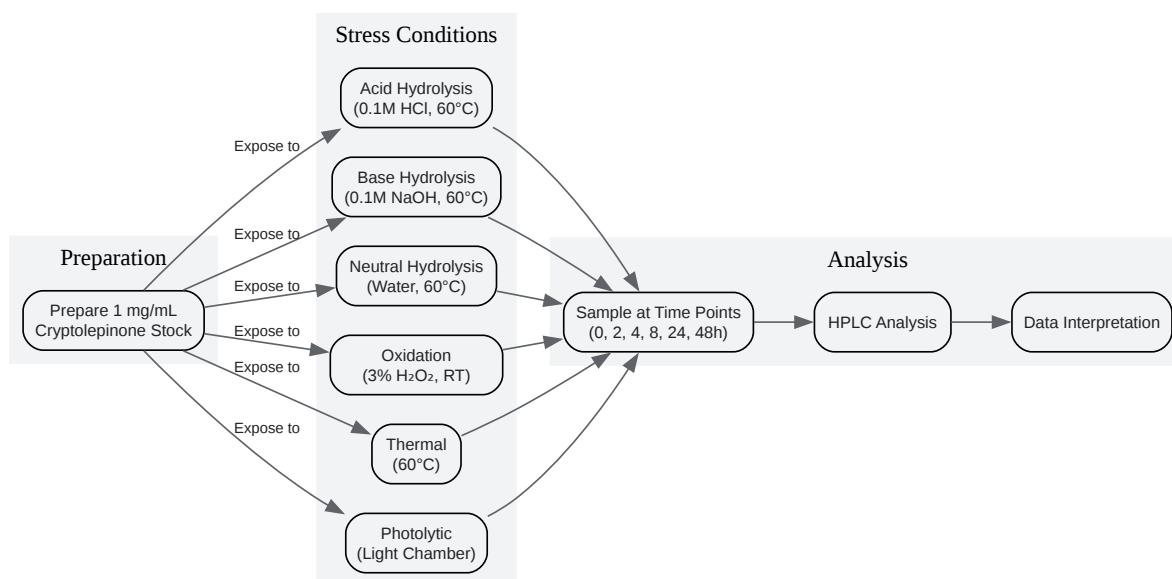 Stress Conditions
Acid Hydrolysis
(0.1M HCl, 60°C)
Expose to
Base Hydrolysis
(0.1M NaOH, 60°C)
Expose to
Preparation
Neutral Hydrolysis
(Water, 60°C)
Analysis
Expose to
Prepare 1 mg/mL
Cryptolepinone Stock
Sample at Time Points
(0, 2, 4, 8, 24, 48h)
HPLC Analysis
Data Interpretation
Expose to
Oxidation
(3% H₂O₂, RT)
Expose to
Thermal
(60°C)
Expose to
Photolytic
(Light Chamber)